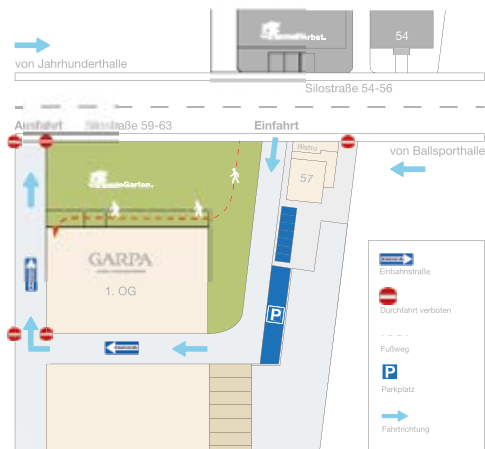 54
von Jahrhunderthalle
Silostraße 54-56
Ausfahrt
Einfahrt
von Ballsporthalle
Bistro
57
GARPA
1. OG
P
Einbahnstraße
Durchfahrt verboten
Fußweg
P
Parkplatz
Fahrtrichtung